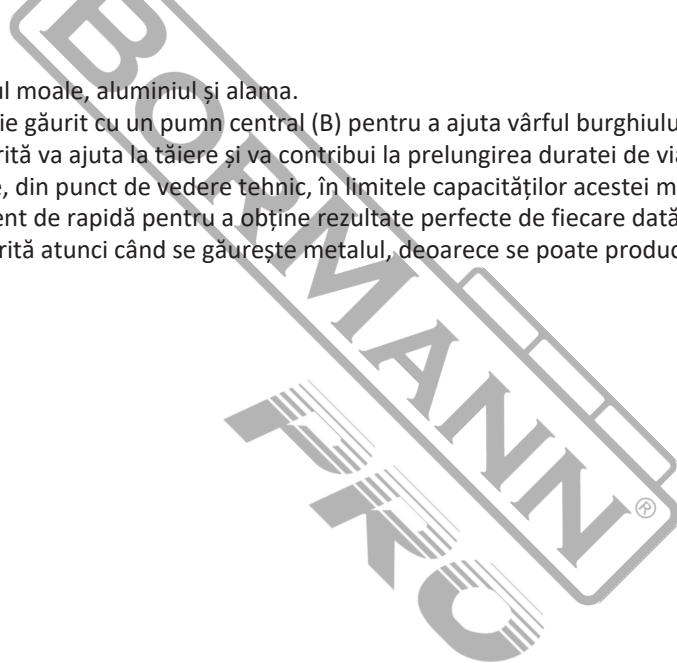 ul moale, aluminiul și alama.
ie găurit cu un pumn central (B) pentru a ajuta vârful burghiulu
rită va ajuta la tăiere și va contribui la prelungirea duratei de via
e, din punct de vedere tehnic, în limitele capacităților acestei m
ent de rapidă pentru a obține rezultate perfecte de fiecare dată
rită atunci când se găurește metalul, deoarece se poate produc
BORMANN®
PRO